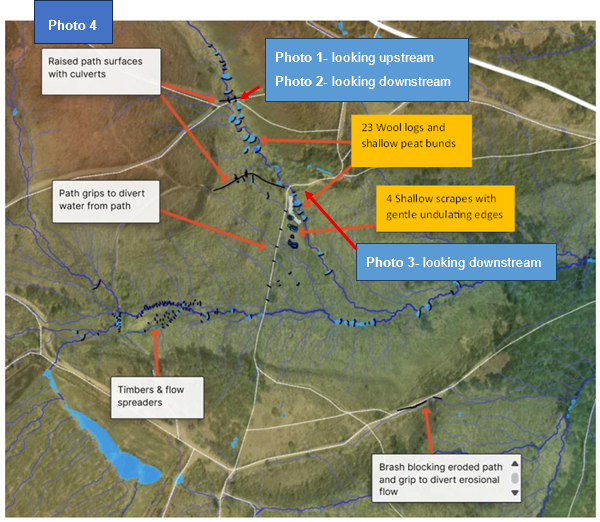 Photo 4
Raised path surfaces
with culverts
Photo 1- looking upstream
Photo 2- looking downstream
23 Wool logs and
shallow peat bunds
Path grips to divert
water from path
4 Shallow scrapes with
gentle undulating edges
Photo 3- looking downstream
Timbers & flow
spreaders
Brash blocking eroded path
and grip to divert erosional
flow